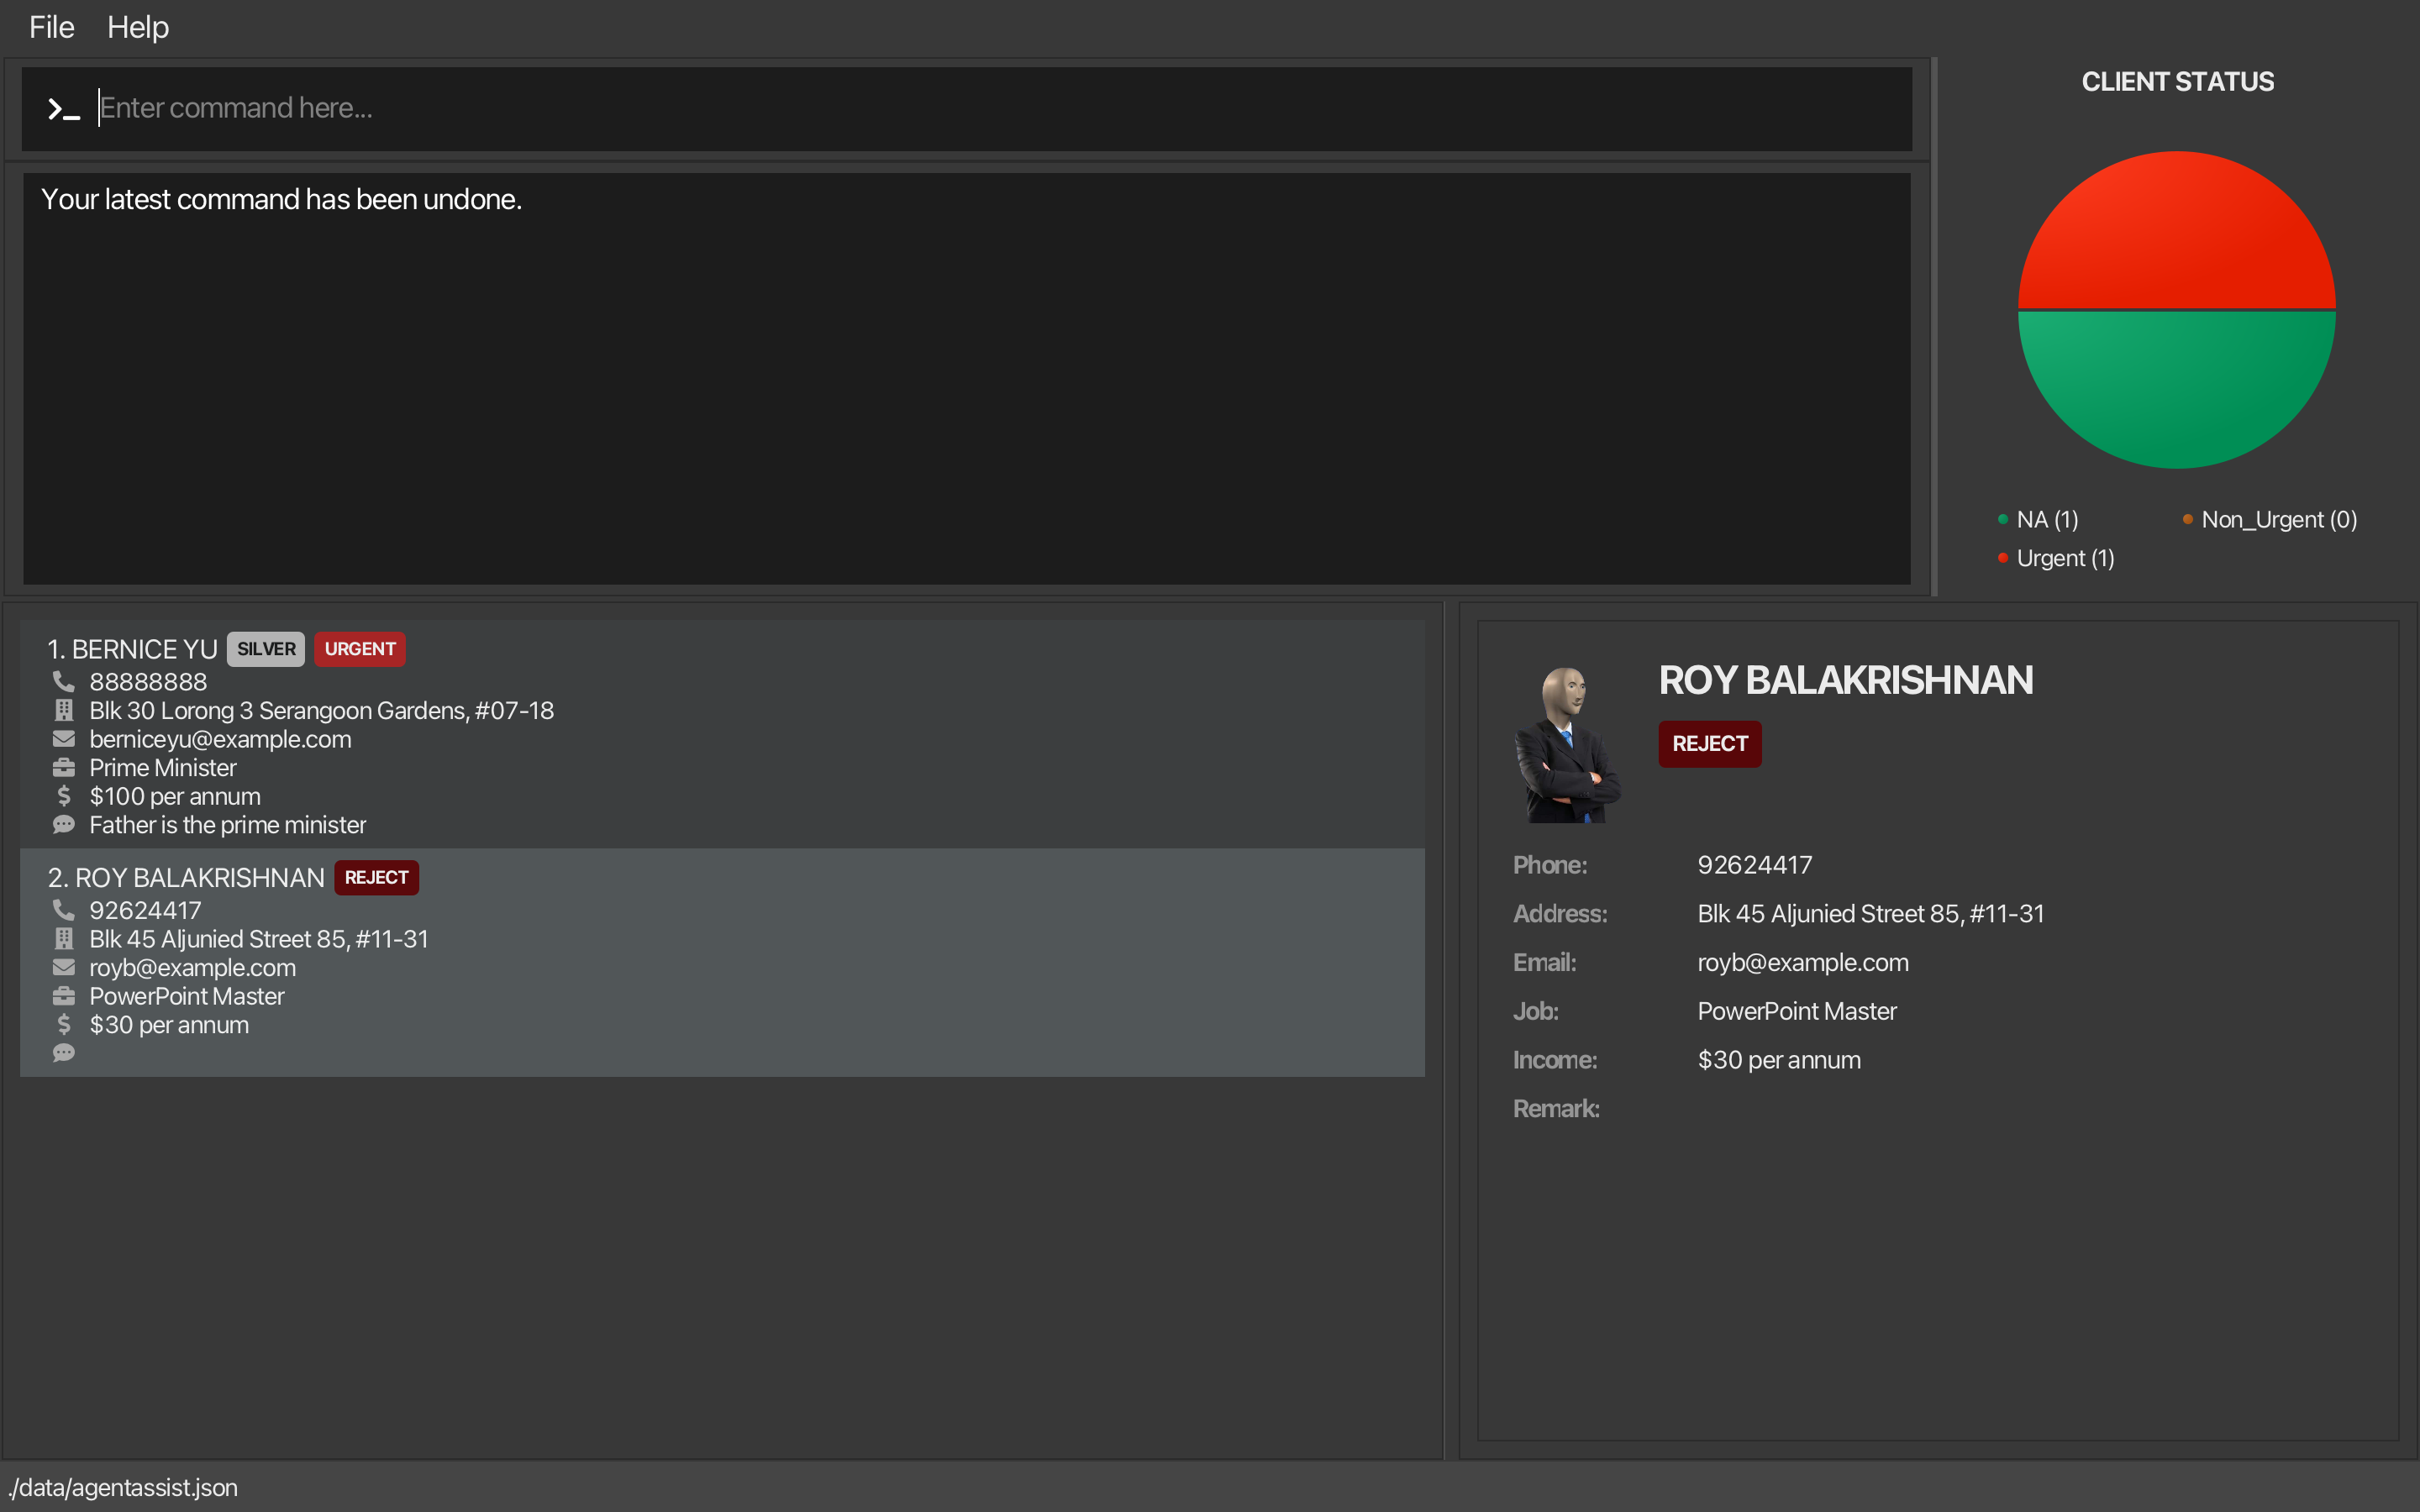 File Help
Enter command here...
Your latest command has been undone.
CLIENT STATUS
NA (1) Non_Urgent (0)
Urgent (1)
1. BERNICE YU SILVER URGENT
88888888
Blk 30 Lorong 3 Serangoon Gardens, #07-18
berniceyu@example.com
Prime Minister
$100 per annum
Father is the prime minister
2. ROY BALAKRISHNAN REJECT
92624417
Blk 45 Aljunied Street 85, #11-31
royb@example.com
PowerPoint Master
$30 per annum
ROY BALAKRISHNAN
REJECT
Phone: 92624417
Address: Blk 45 Aljunied Street 85, #11-31
Email: royb@example.com
Job: PowerPoint Master
Income: $30 per annum
Remark:
./data/agentassist.json